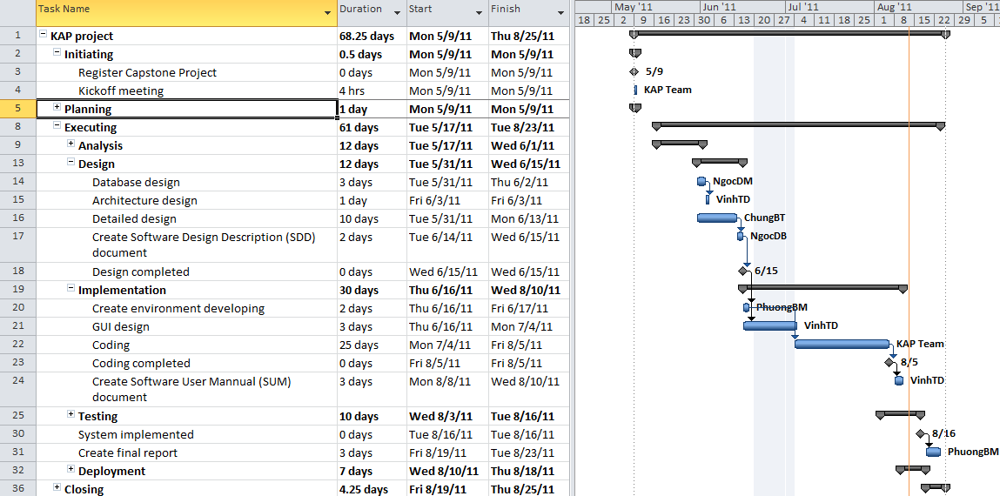 Task Name Duration Start Finish May '11 Jun '11 Jul '11 Aug '11 Sep '11
18 25 2 9 16 23 30 6 13 20 27 4 11 18 25 1 8 15 22 29 5
1 KAP project 68.25 days Mon 5/9/11 Thu 8/25/11
2 Initiating 0.5 days Mon 5/9/11 Mon 5/9/11
3 Register Capstone Project 0 days Mon 5/9/11 Mon 5/9/11 5/9
4 Kickoff meeting 4 hrs Mon 5/9/11 Mon 5/9/11 KAP Team
5 Planning 1 day Mon 5/9/11 Mon 5/9/11
8 Executing 61 days Tue 5/17/11 Tue 8/23/11
9 Analysis 12 days Tue 5/17/11 Wed 6/1/11
13 Design 12 days Tue 5/31/11 Wed 6/15/11
14 Database design 3 days Tue 5/31/11 Thu 6/2/11 NgocDM
15 Architecture design 1 day Fri 6/3/11 Fri 6/3/11 VinhTD
16 Detailed design 10 days Tue 5/31/11 Mon 6/13/11 ChungBT
17 Create Software Design Description (SDD) 2 days Tue 6/14/11 Wed 6/15/11 NgocDB
document
18 Design completed 0 days Wed 6/15/11 Wed 6/15/11 6/15
19 Implementation 30 days Thu 6/16/11 Wed 8/10/11
20 Create environment developing 2 days Thu 6/16/11 Fri 6/17/11 PhuongBM
21 GUI design 3 days Thu 6/16/11 Mon 7/4/11 VinhTD
22 Coding 25 days Mon 7/4/11 Fri 8/5/11 KAP Team
23 Coding completed 0 days Fri 8/5/11 Fri 8/5/11 8/5
24 Create Software User Mannual (SUM) 3 days Mon 8/8/11 Wed 8/10/11 VinhTD
document
25 Testing 10 days Wed 8/3/11 Tue 8/16/11
30 System implemented 0 days Tue 8/16/11 Tue 8/16/11 8/16
31 Create final report 3 days Fri 8/19/11 Tue 8/23/11 PhuongBM
32 Deployment 7 days Wed 8/10/11 Thu 8/18/11
36 Closing 4.25 days Fri 8/19/11 Thu 8/25/11